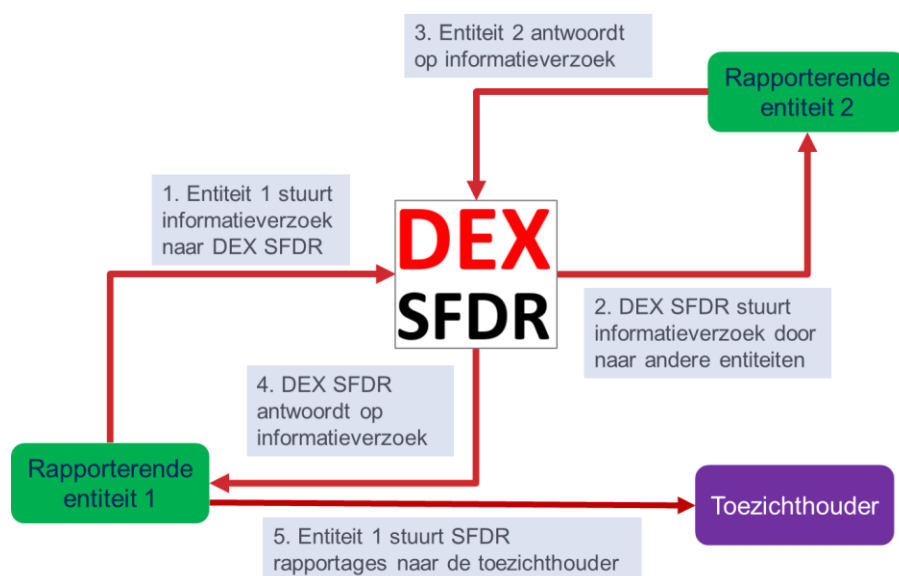 3. Entiteit 2 antwoordt
op informatieverzoek
Rapporterende
entiteit 2
1. Entiteit 1 stuurt
informatieverzoek
naar DEX SFDR
DEX
SFDR
2. DEX SFDR stuurt
informatieverzoek door
naar andere entiteiten
4. DEX SFDR
antwoordt op
informatieverzoek
Rapporterende
entiteit 1
Toezichthouder
5. Entiteit 1 stuurt SFDR
rapportages naar de toezichthouder